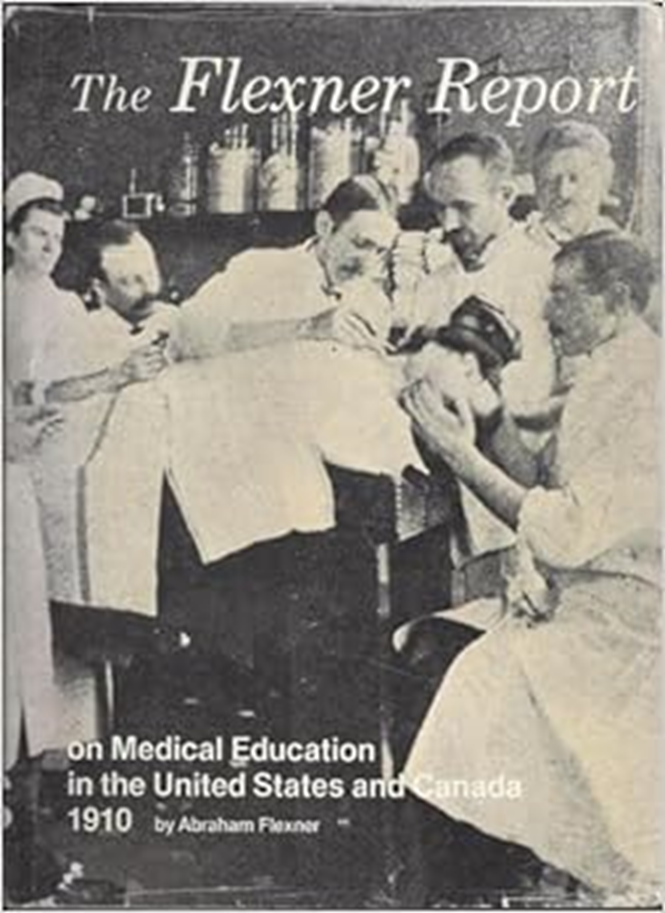 The Flexner Report
on Medical Education
in the United States and Canada
1910 by Abraham Flexner